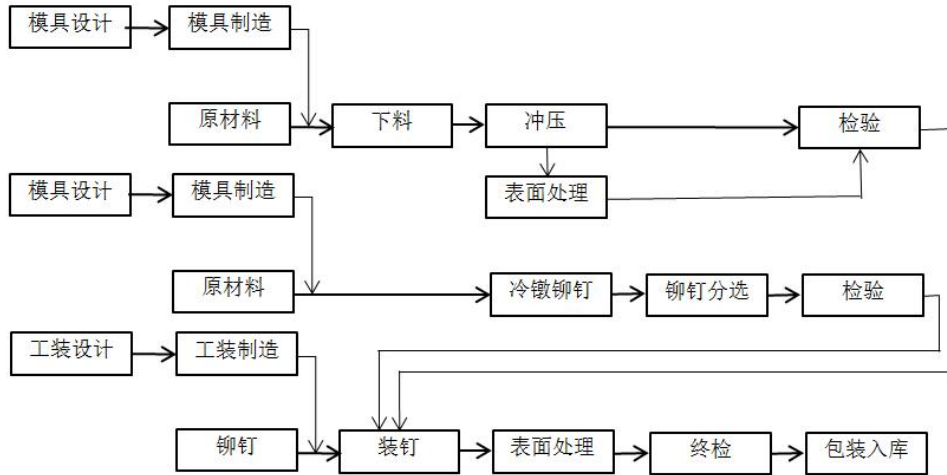 模具设计
模具制造
原材料
下料
冲压
检验
表面处理
模具设计
模具制造
原材料
冷镦铆钉
铆钉分选
检验
工装设计
工装制造
铆钉
装钉
表面处理
终检
包装入库